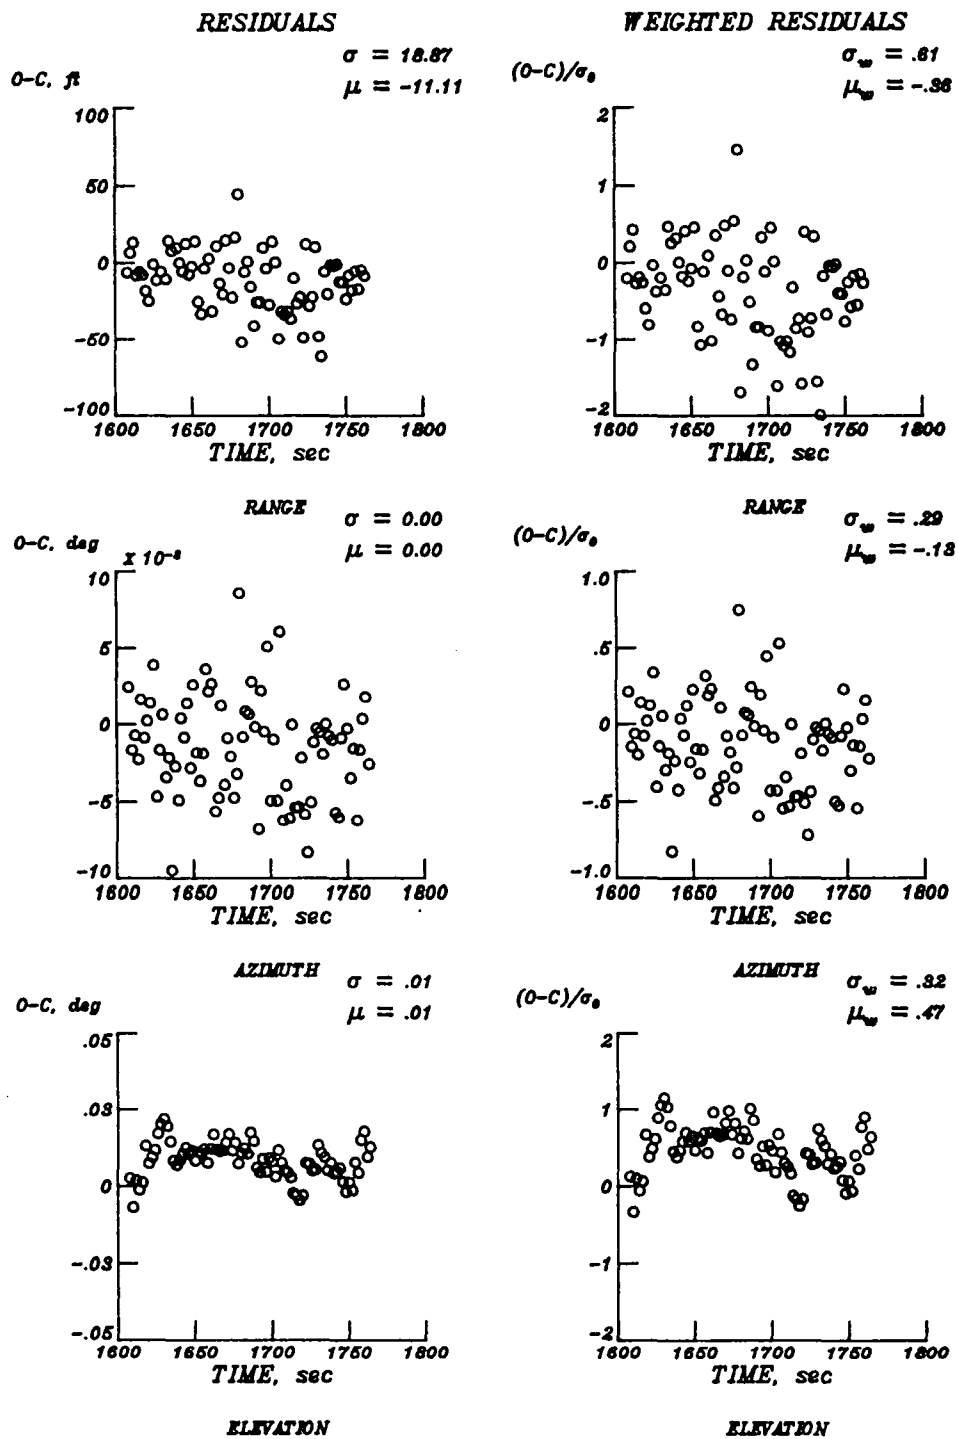 RESIDUALS
WEIGHTED RESIDUALS
O-C, ft
σ = 18.87
μ = -11.11
(O-C)/σ₀
σw = .61
μw = -.36
100
50
0
-50
-100
1600 1650 1700 1750 1800
TIME, sec
RANGE
2
1
0
-1
-2
1600 1650 1700 1750 1800
TIME, sec
RANGE
O-C, deg
σ = 0.00
μ = 0.00
(O-C)/σ₀
σw = .29
μw = -.13
10
5
0
-5
-10
1600 1650 1700 1750 1800
TIME, sec
AZIMUTH
1.0
.5
0
-.5
-1.0
1600 1650 1700 1750 1800
TIME, sec
AZIMUTH
O-C, deg
σ = .01
μ = .01
(O-C)/σ₀
σw = .32
μw = .47
.05
.03
0
-.03
-.05
1600 1650 1700 1750 1800
TIME, sec
ELEVATION
2
1
0
-1
-2
1600 1650 1700 1750 1800
TIME, sec
ELEVATION